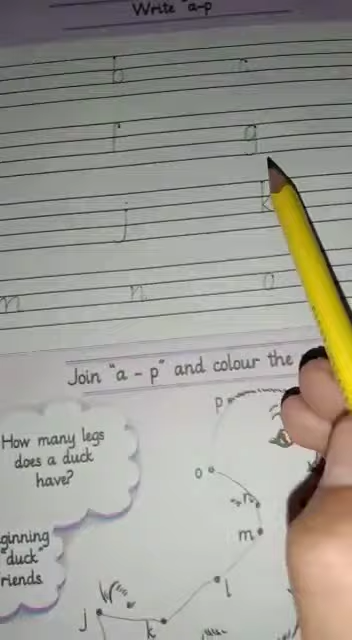 Write "a-p
b c
f g
j k
m n o
Join "a - p" and colour the
p
How many legs
does a duck
have?
o
n
m
ginning
"duck"
riends
l
j
k